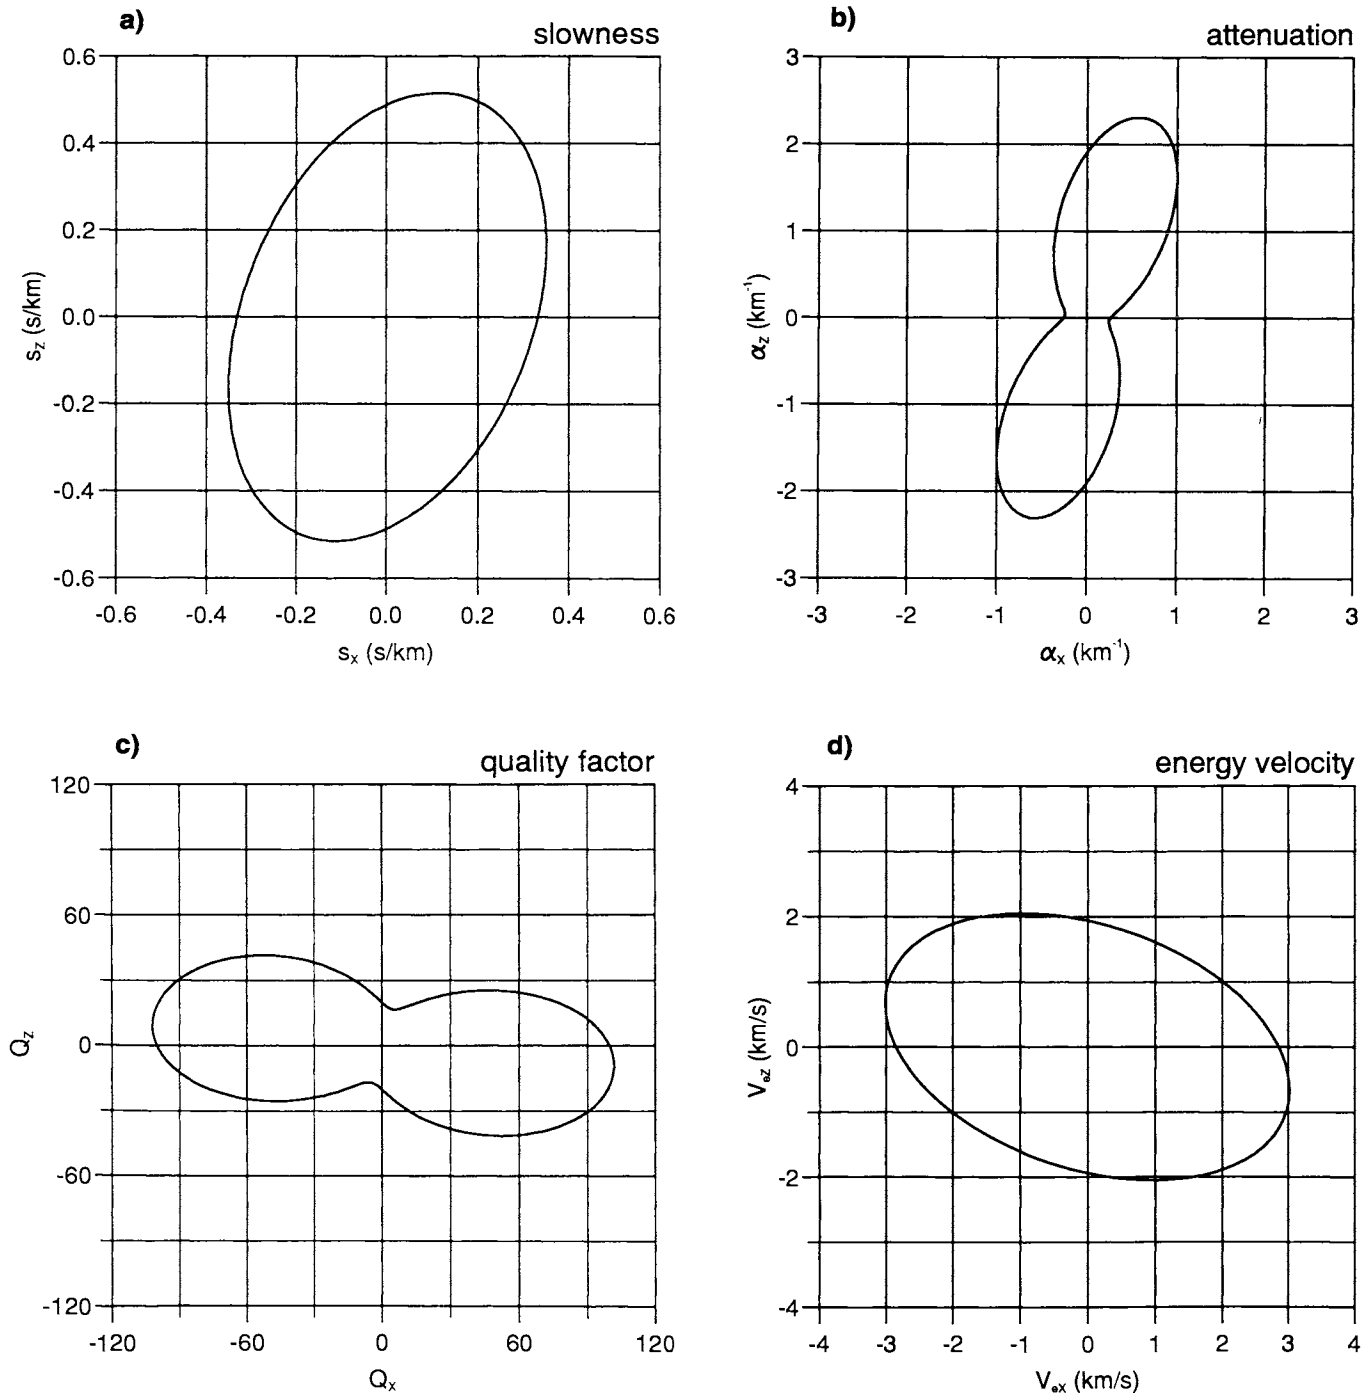 a)
slowness
0.6
0.4
0.2
0.0
-0.2
-0.4
-0.6
s_z (s/km)
-0.6 -0.4 -0.2 0.0 0.2 0.4 0.6
s_x (s/km)
b)
attenuation
3
2
1
0
-1
-2
-3
α_z (km⁻¹)
-3 -2 -1 0 1 2 3
α_x (km⁻¹)
c)
quality factor
120
60
0
-60
-120
Q_z
-120 -60 0 60 120
Q_x
d)
energy velocity
4
2
0
-2
-4
V_ez (km/s)
-4 -3 -2 -1 0 1 2 3 4
V_ex (km/s)